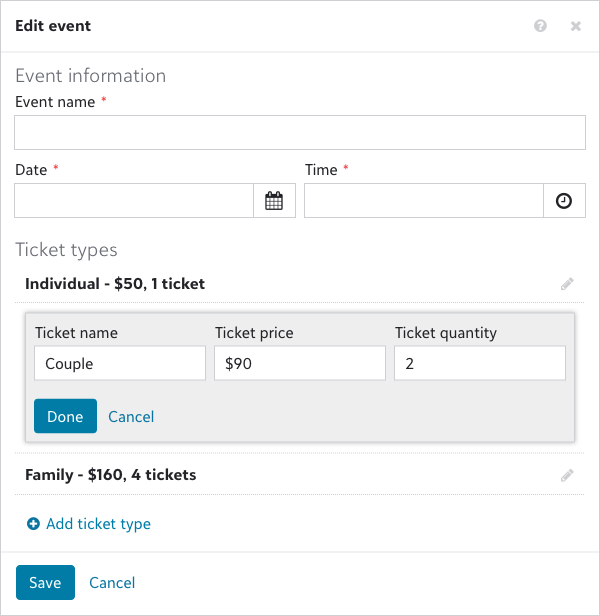 Edit event
Event information
Event name *
Date *
Time *
Ticket types
Individual - $50, 1 ticket
Ticket name
Ticket price
Ticket quantity
Couple
$90
2
Done
Cancel
Family - $160, 4 tickets
Add ticket type
Save
Cancel